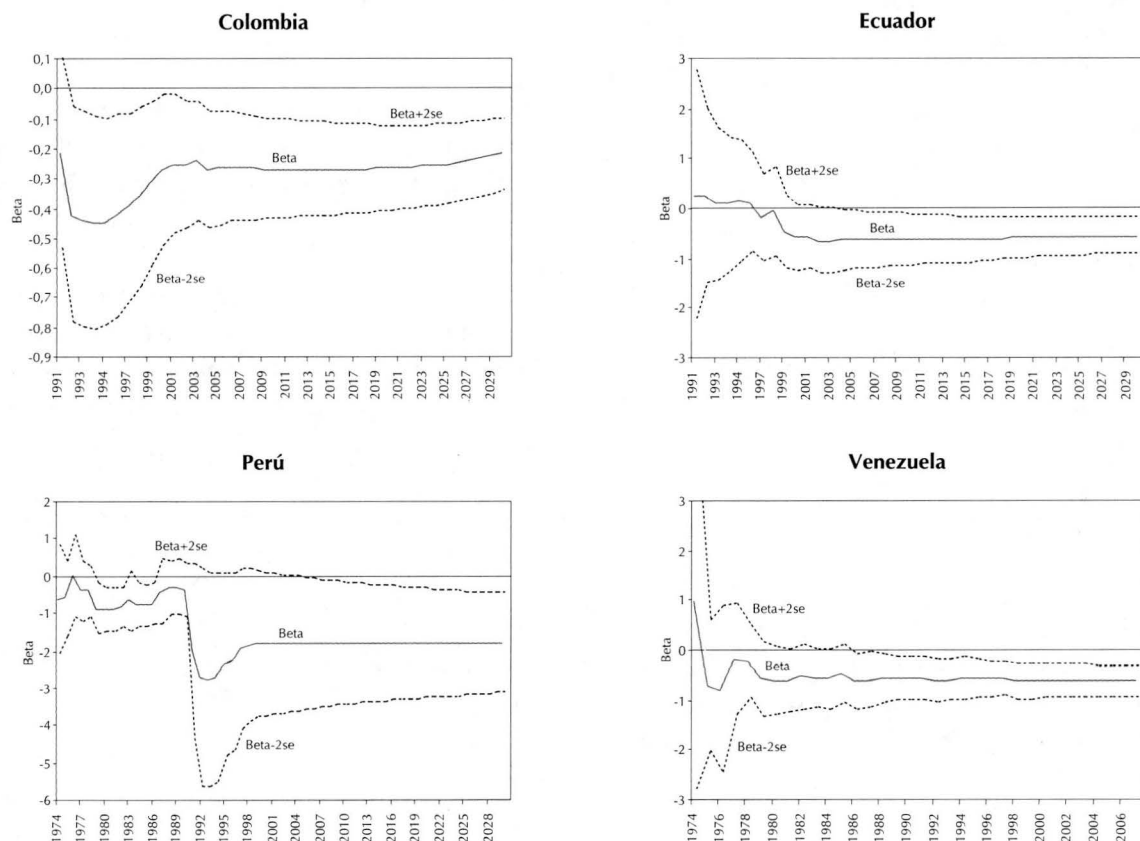 Colombia
0,1
0,0
-0,1
-0,2
-0,3
-0,4
-0,5
-0,6
-0,7
-0,8
-0,9
Beta
Beta+2se
Beta
Beta-2se
1991 1993 1994 1997 1999 2001 2003 2005 2007 2009 2011 2013 2015 2017 2019 2021 2023 2025 2027 2029
Ecuador
3
2
1
0
-1
-2
-3
Beta
Beta+2se
Beta
Beta-2se
1991 1993 1994 1997 1999 2001 2003 2005 2007 2009 2011 2013 2015 2017 2019 2021 2023 2025 2027 2029
Perú
2
1
0
-1
-2
-3
-4
-5
-6
Beta
Beta+2se
Beta
Beta-2se
1974 1977 1980 1983 1986 1989 1992 1995 1998 2001 2004 2007 2010 2013 2016 2019 2022 2025 2028
Venezuela
3
2
1
0
-1
-2
-3
Beta
Beta+2se
Beta
Beta-2se
1974 1976 1978 1980 1982 1984 1986 1988 1990 1992 1994 1996 1998 2000 2002 2004 2006